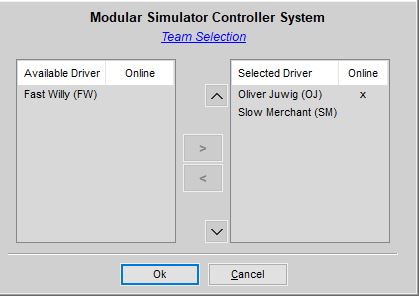 Modular Simulator Controller System
Team Selection
Available Driver Online
Fast Willy (FW)
>
<
Selected Driver Online
Oliver Juwig (OJ) x
Slow Merchant (SM)
Ok Cancel